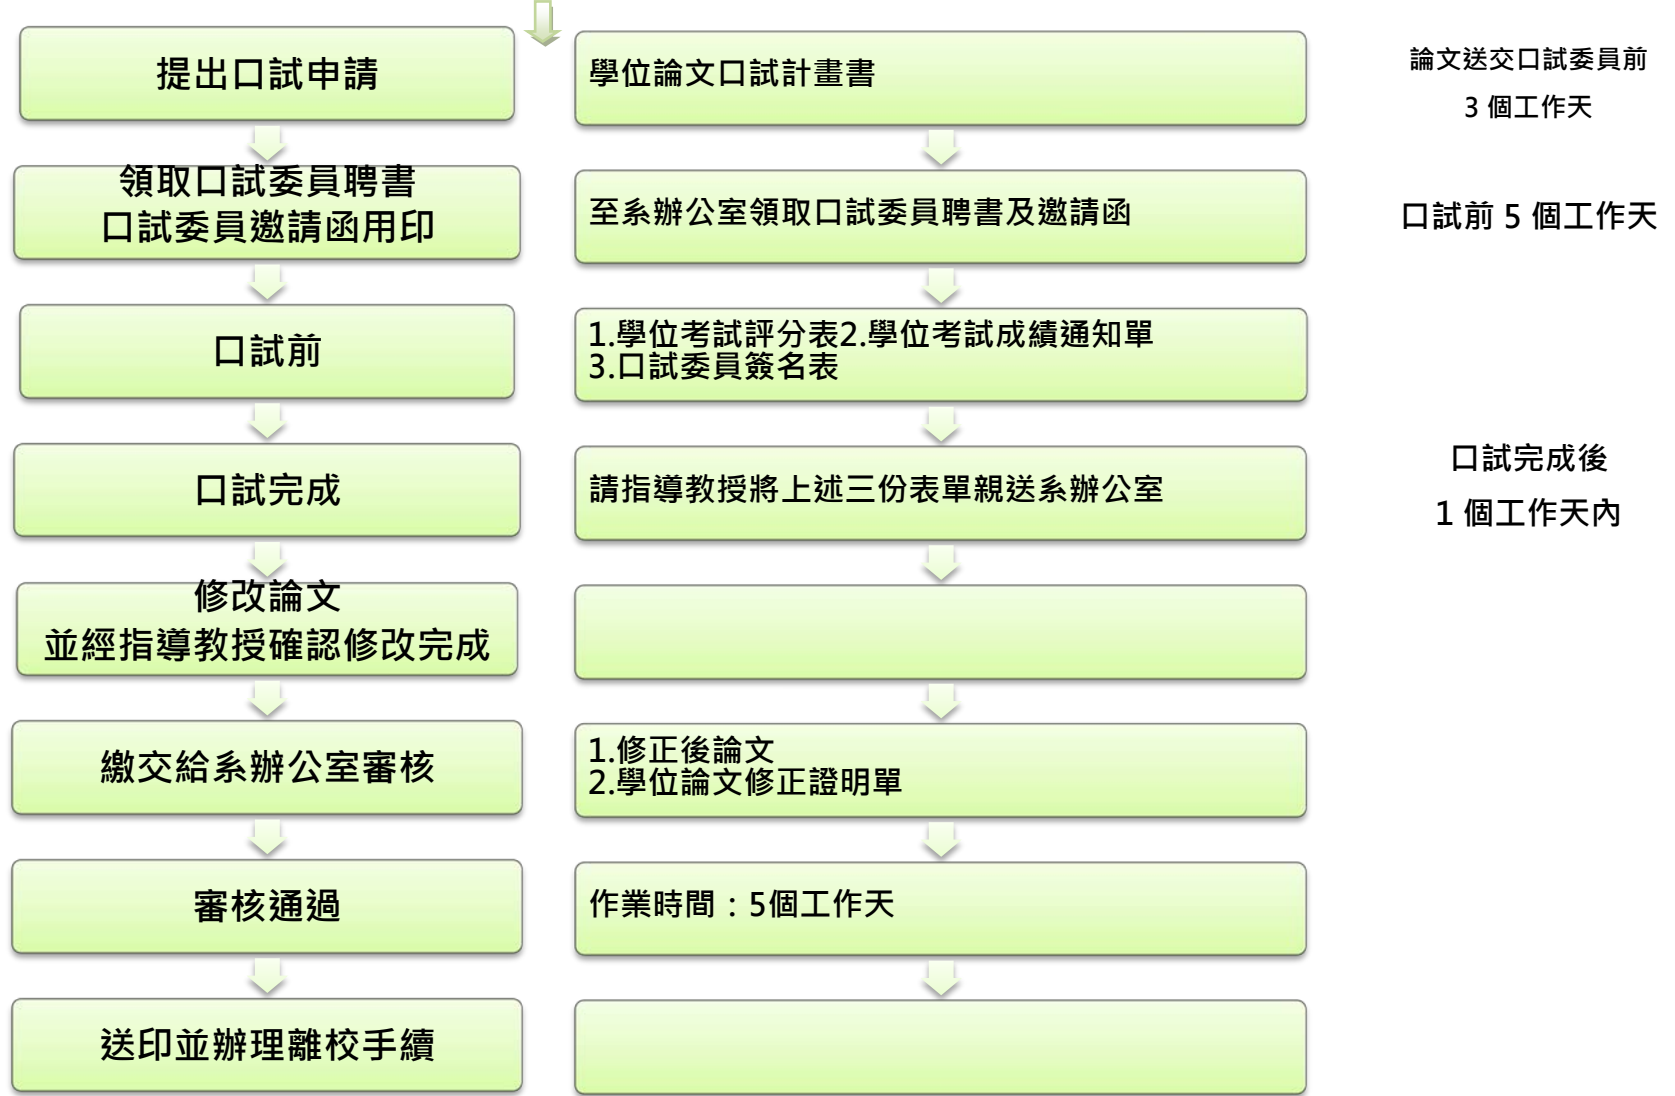 提出口試申請
學位論文口試計畫書
論文送交口試委員前
3 個工作天
領取口試委員聘書
口試委員邀請函用印
至系辦公室領取口試委員聘書及邀請函
口試前 5 個工作天
口試前
1.學位考試評分表2.學位考試成績通知單
3.口試委員簽名表
口試完成
請指導教授將上述三份表單親送系辦公室
口試完成後
1 個工作天內
修改論文
並經指導教授確認修改完成
繳交給系辦公室審核
1.修正後論文
2.學位論文修正證明單
審核通過
作業時間：5個工作天
送印並辦理離校手續